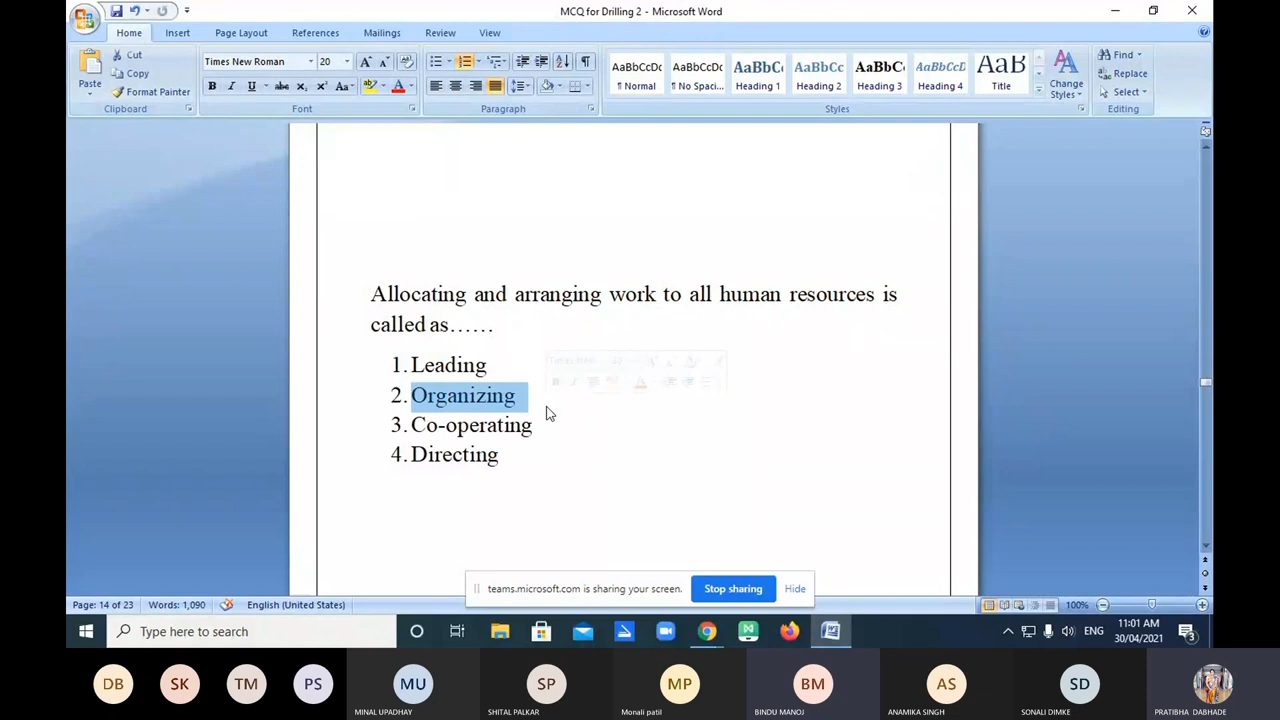 MCQ for Drilling 2 - Microsoft Word
Home Insert Page Layout References Mailings Review View
Cut
Copy
Format Painter
Paste
Clipboard
Times New Roman 20
Font
Paragraph
AaBbCcDc AaBbCcDc AaBbCc AaBbCc AaBbCc AaBbCcD AaB
¶ Normal ¶ No Spaci... Heading 1 Heading 2 Heading 3 Heading 4 Title
Styles
Change Styles
Find
Replace
Select
Editing
Allocating and arranging work to all human resources is
called as……
1. Leading
2. Organizing
3. Co-operating
4. Directing
teams.microsoft.com is sharing your screen. Stop sharing Hide
Page: 14 of 23 Words: 1,090 English (United States) 100%
Type here to search
ENG
11:01 AM
30/04/2021
3
DB SK TM PS MU SP MP BM AS SD
MINAL UPADHAY SHITAL PALKAR Monali patil BINDU MANOJ ANAMIKA SINGH SONALI DIMKE PRATIBHA DABHADE